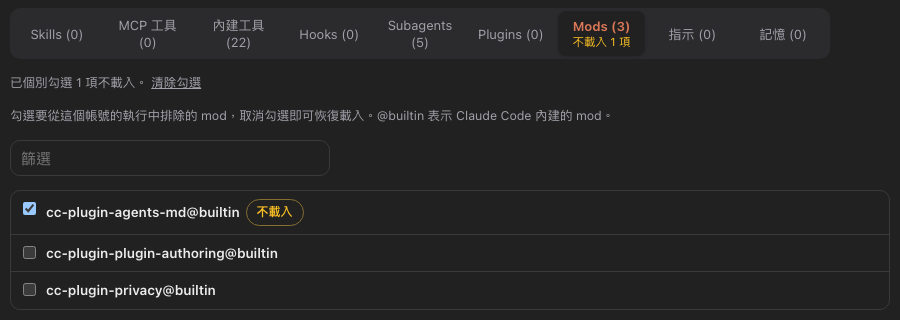 Skills (0)
MCP 工具
(0)
內建工具
(22)
Hooks (0)
Subagents
(5)
Plugins (0)
Mods (3)
不載入 1 項
指示 (0)
記憶 (0)
已個別勾選 1 項不載入。 清除勾選
勾選要從這個帳號的執行中排除的 mod，取消勾選即可恢復載入。@builtin 表示 Claude Code 內建的 mod。
篩選
cc-plugin-agents-md@builtin 不載入
cc-plugin-plugin-authoring@builtin
cc-plugin-privacy@builtin